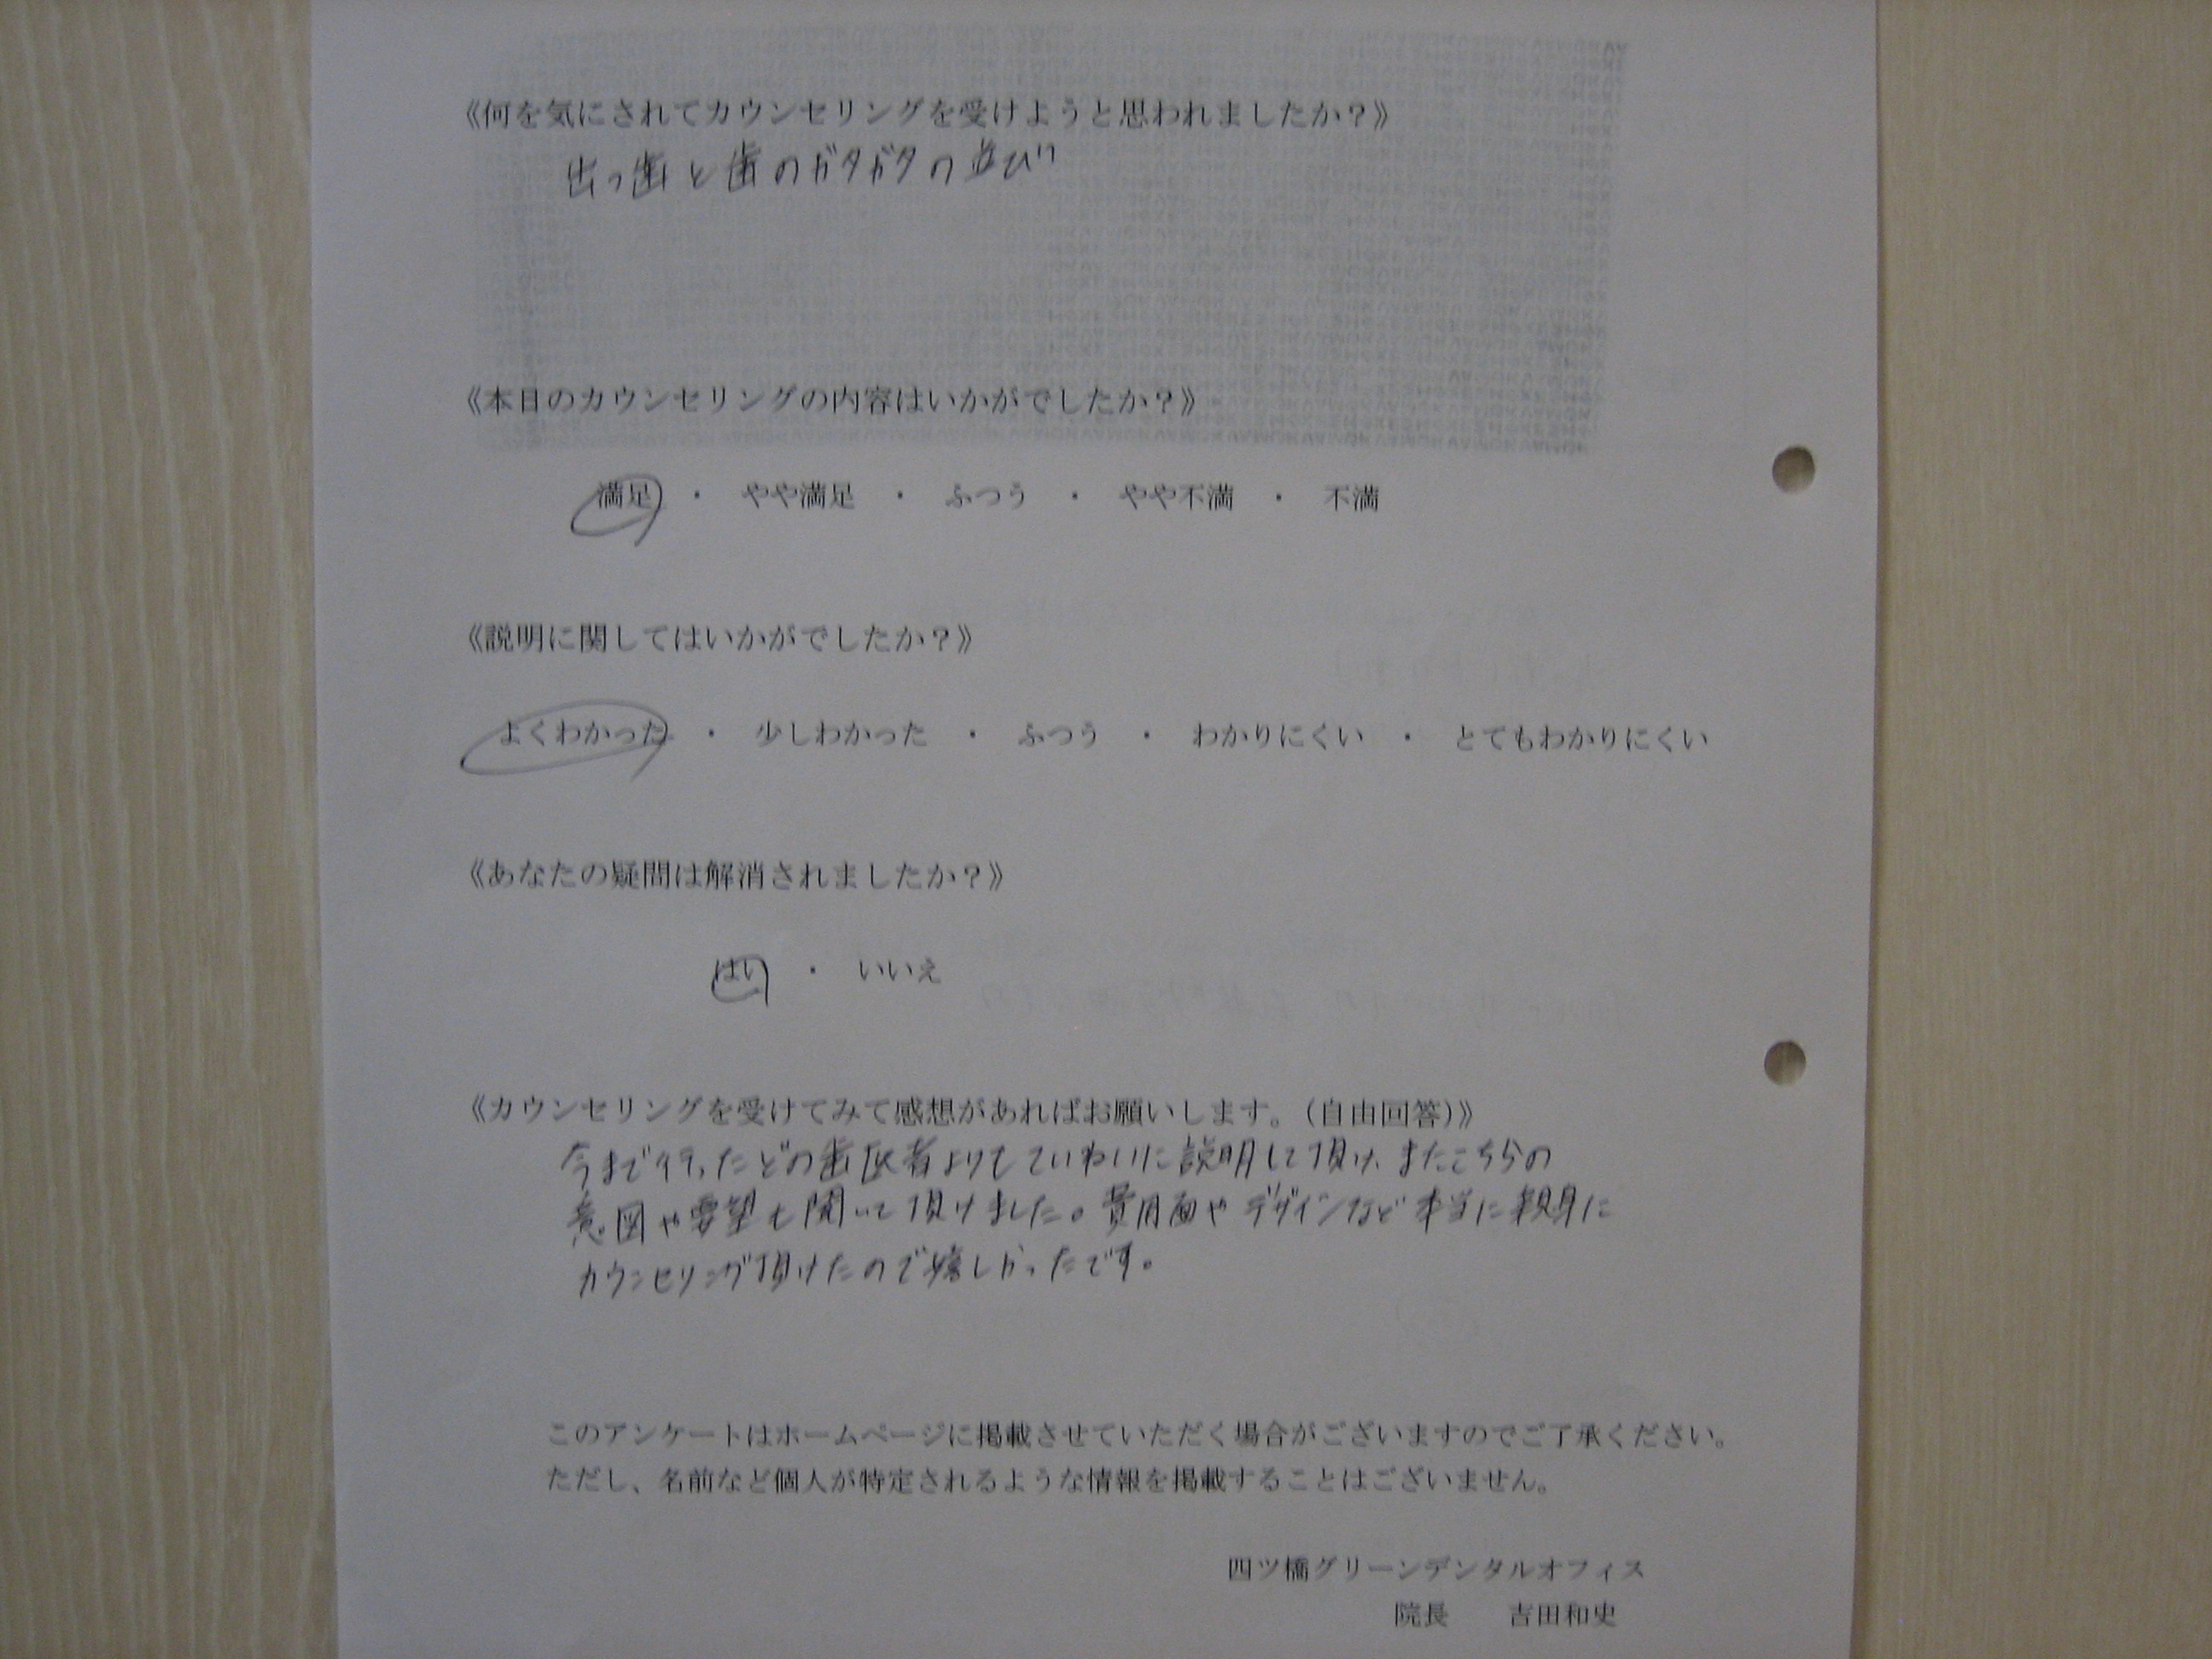 《何を気にされてカウンセリングを受けようと思われましたか？》
出っ歯と歯のガタガタの並び
《本日のカウンセリングの内容はいかがでしたか？》
満足 ・ やや満足 ・ ふつう ・ やや不満 ・ 不満
《説明に関してはいかがでしたか？》
よくわかった ・ 少しわかった ・ ふつう ・ わかりにくい ・ とてもわかりにくい
《あなたの疑問は解消されましたか？》
はい ・ いいえ
《カウンセリングを受けてみて感想があればお願いします。（自由回答）》
今まで行ったどの歯医者よりもていねいに説明して頂け、またこちらの
意図や要望も聞いて頂けました。費用面やデザインなど本当に親身に
カウンセリング頂けたので嬉しかったです。
このアンケートはホームページに掲載させていただく場合がございますのでご了承ください。
ただし、名前など個人が特定されるような情報を掲載することはございません。
四ツ橋グリーンデンタルオフィス
院長 吉田和史